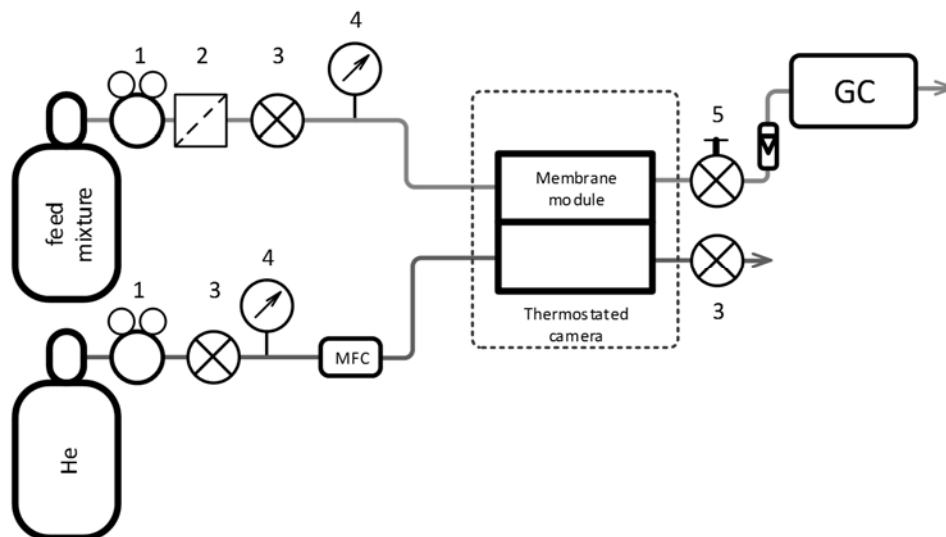 4
1
2
3
5
GC
feed
mixture
Membrane
module
4
1
3
3
Thermostated
camera
MFC
He